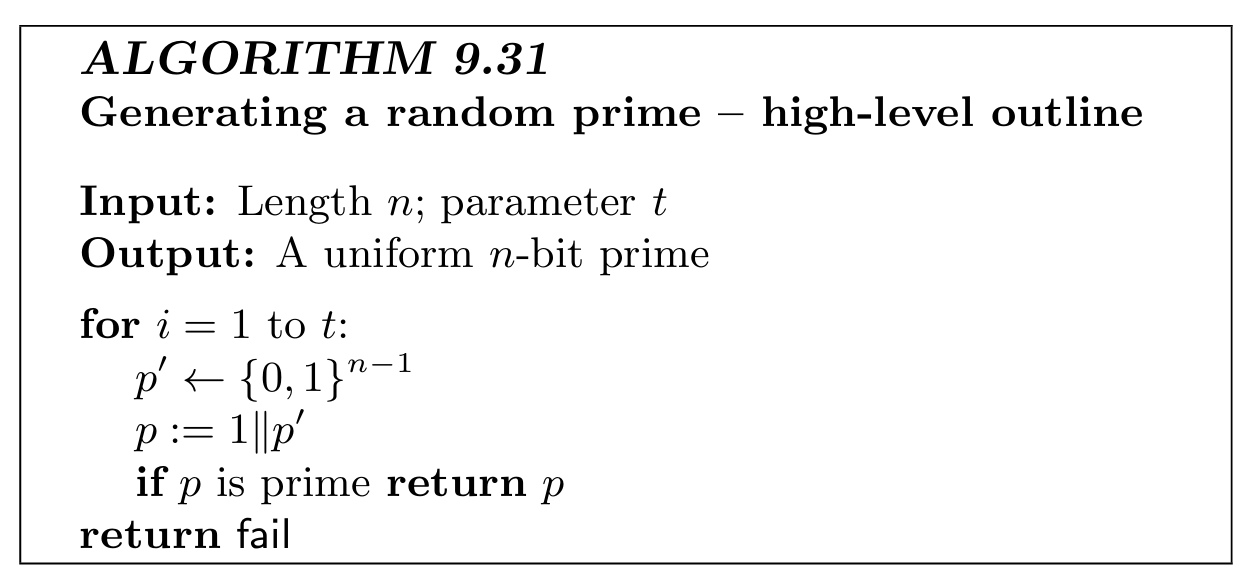 ALGORITHM 9.31
Generating a random prime – high-level outline
Input: Length n; parameter t
Output: A uniform n-bit prime
for i = 1 to t:
p′ ← {0, 1}ⁿ⁻¹
p := 1‖p′
if p is prime return p
return fail